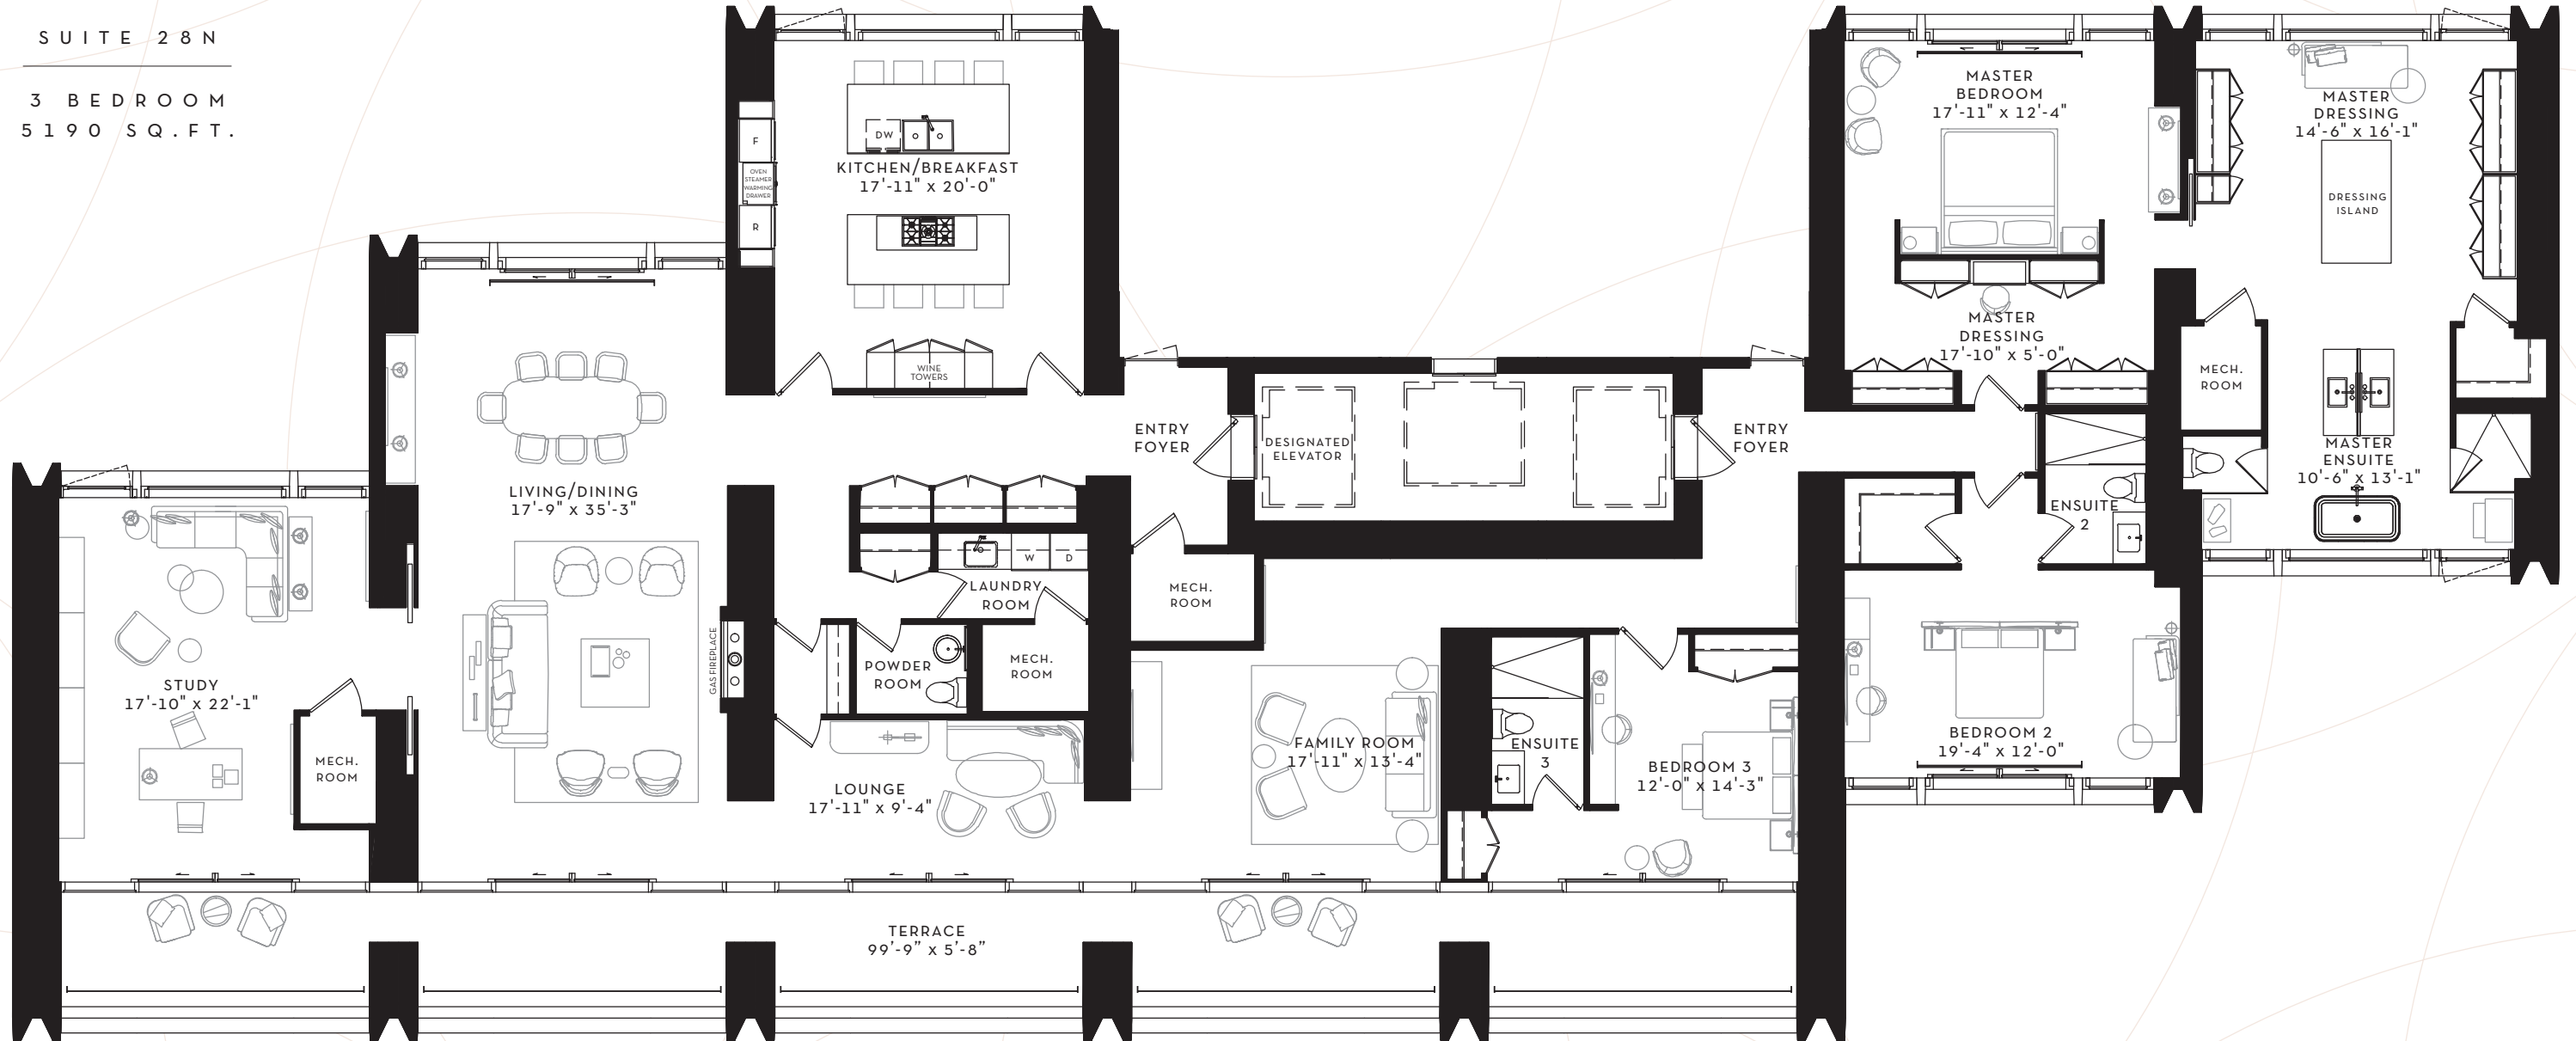 SUITE 28N
3 BEDROOM
5190 SQ.FT.
F
OVEN
STEAMER
WARMING
DRAWER
R
DW
KITCHEN/BREAKFAST
17'-11" x 20'-0"
WINE
TOWERS
MASTER
BEDROOM
17'-11" x 12'-4"
MASTER
DRESSING
14'-6" x 16'-1"
DRESSING
ISLAND
MASTER
DRESSING
17'-10" x 5'-0"
MECH.
ROOM
MASTER
ENSUITE
10'-6" x 13'-1"
ENTRY
FOYER
DESIGNATED
ELEVATOR
ENTRY
FOYER
LIVING/DINING
17'-9" x 35'-3"
ENSUITE
2
W
D
LAUNDRY
ROOM
MECH.
ROOM
GAS FIREPLACE
POWDER
ROOM
MECH.
ROOM
STUDY
17'-10" x 22'-1"
MECH.
ROOM
LOUNGE
17'-11" x 9'-4"
FAMILY ROOM
17'-11" x 13'-4"
ENSUITE
3
BEDROOM 3
12'-0" x 14'-3"
BEDROOM 2
19'-4" x 12'-0"
TERRACE
99'-9” x 5'-8”